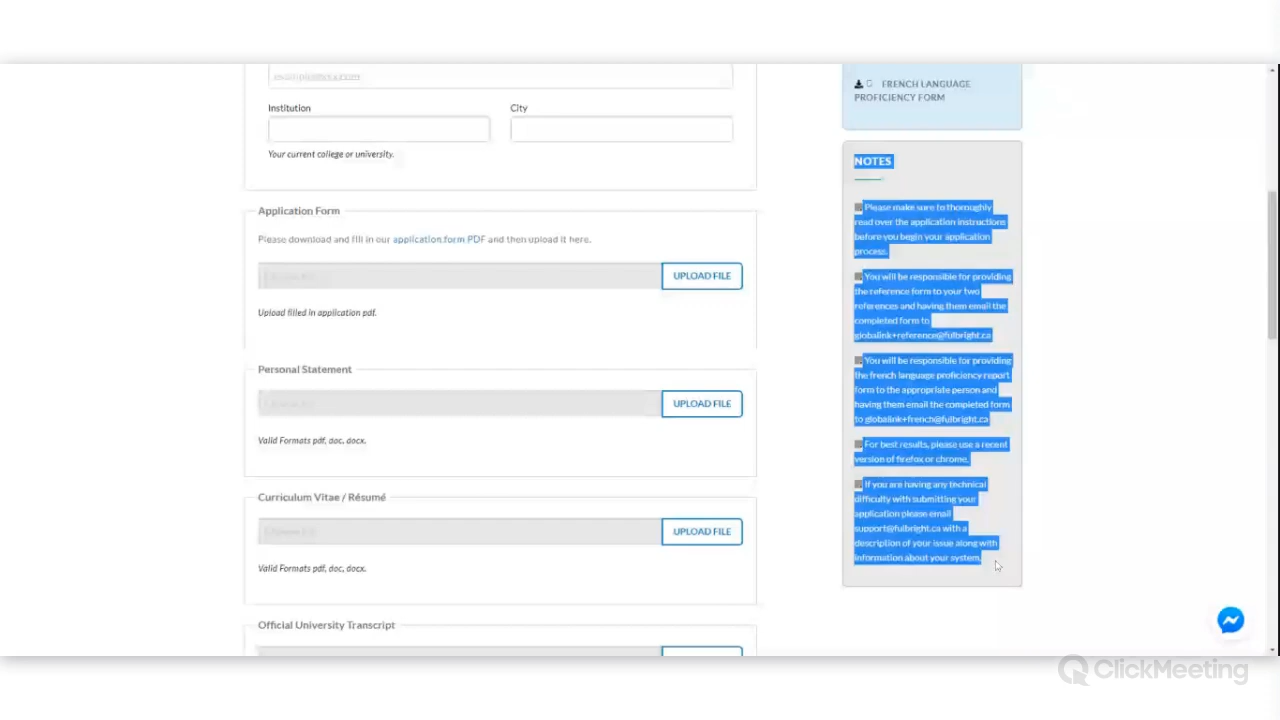 Institution
City
Your current college or university.
Application Form
Please download and fill in our application form PDF and then upload it here.
UPLOAD FILE
Upload filled in application pdf.
Personal Statement
UPLOAD FILE
Valid Formats pdf, doc, docx.
Curriculum Vitae / Résumé
UPLOAD FILE
Valid Formats pdf, doc, docx.
Official University Transcript
FRENCH LANGUAGE
PROFICIENCY FORM
NOTES
Please make sure to thoroughly
read over the application instructions
before you begin your application
process.
You will be responsible for providing
the reference form to your two
references and having them email the
completed form to
globalink+reference@fulbright.ca
You will be responsible for providing
the french language proficiency report
form to the appropriate person and
having them email the completed form
to globalink+french@fulbright.ca
For best results, please use a recent
version of firefox or chrome.
If you are having any technical
difficulty with submitting your
application please email
support@fulbright.ca with a
description of your issue along with
information about your system.
ClickMeeting